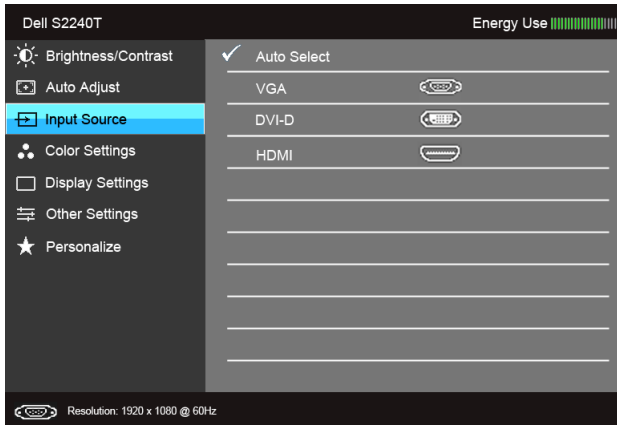 Dell S2240T
Energy Use
Brightness/Contrast
Auto Adjust
Input Source
Color Settings
Display Settings
Other Settings
Personalize
Auto Select
VGA
DVI-D
HDMI
Resolution: 1920 x 1080 @ 60Hz